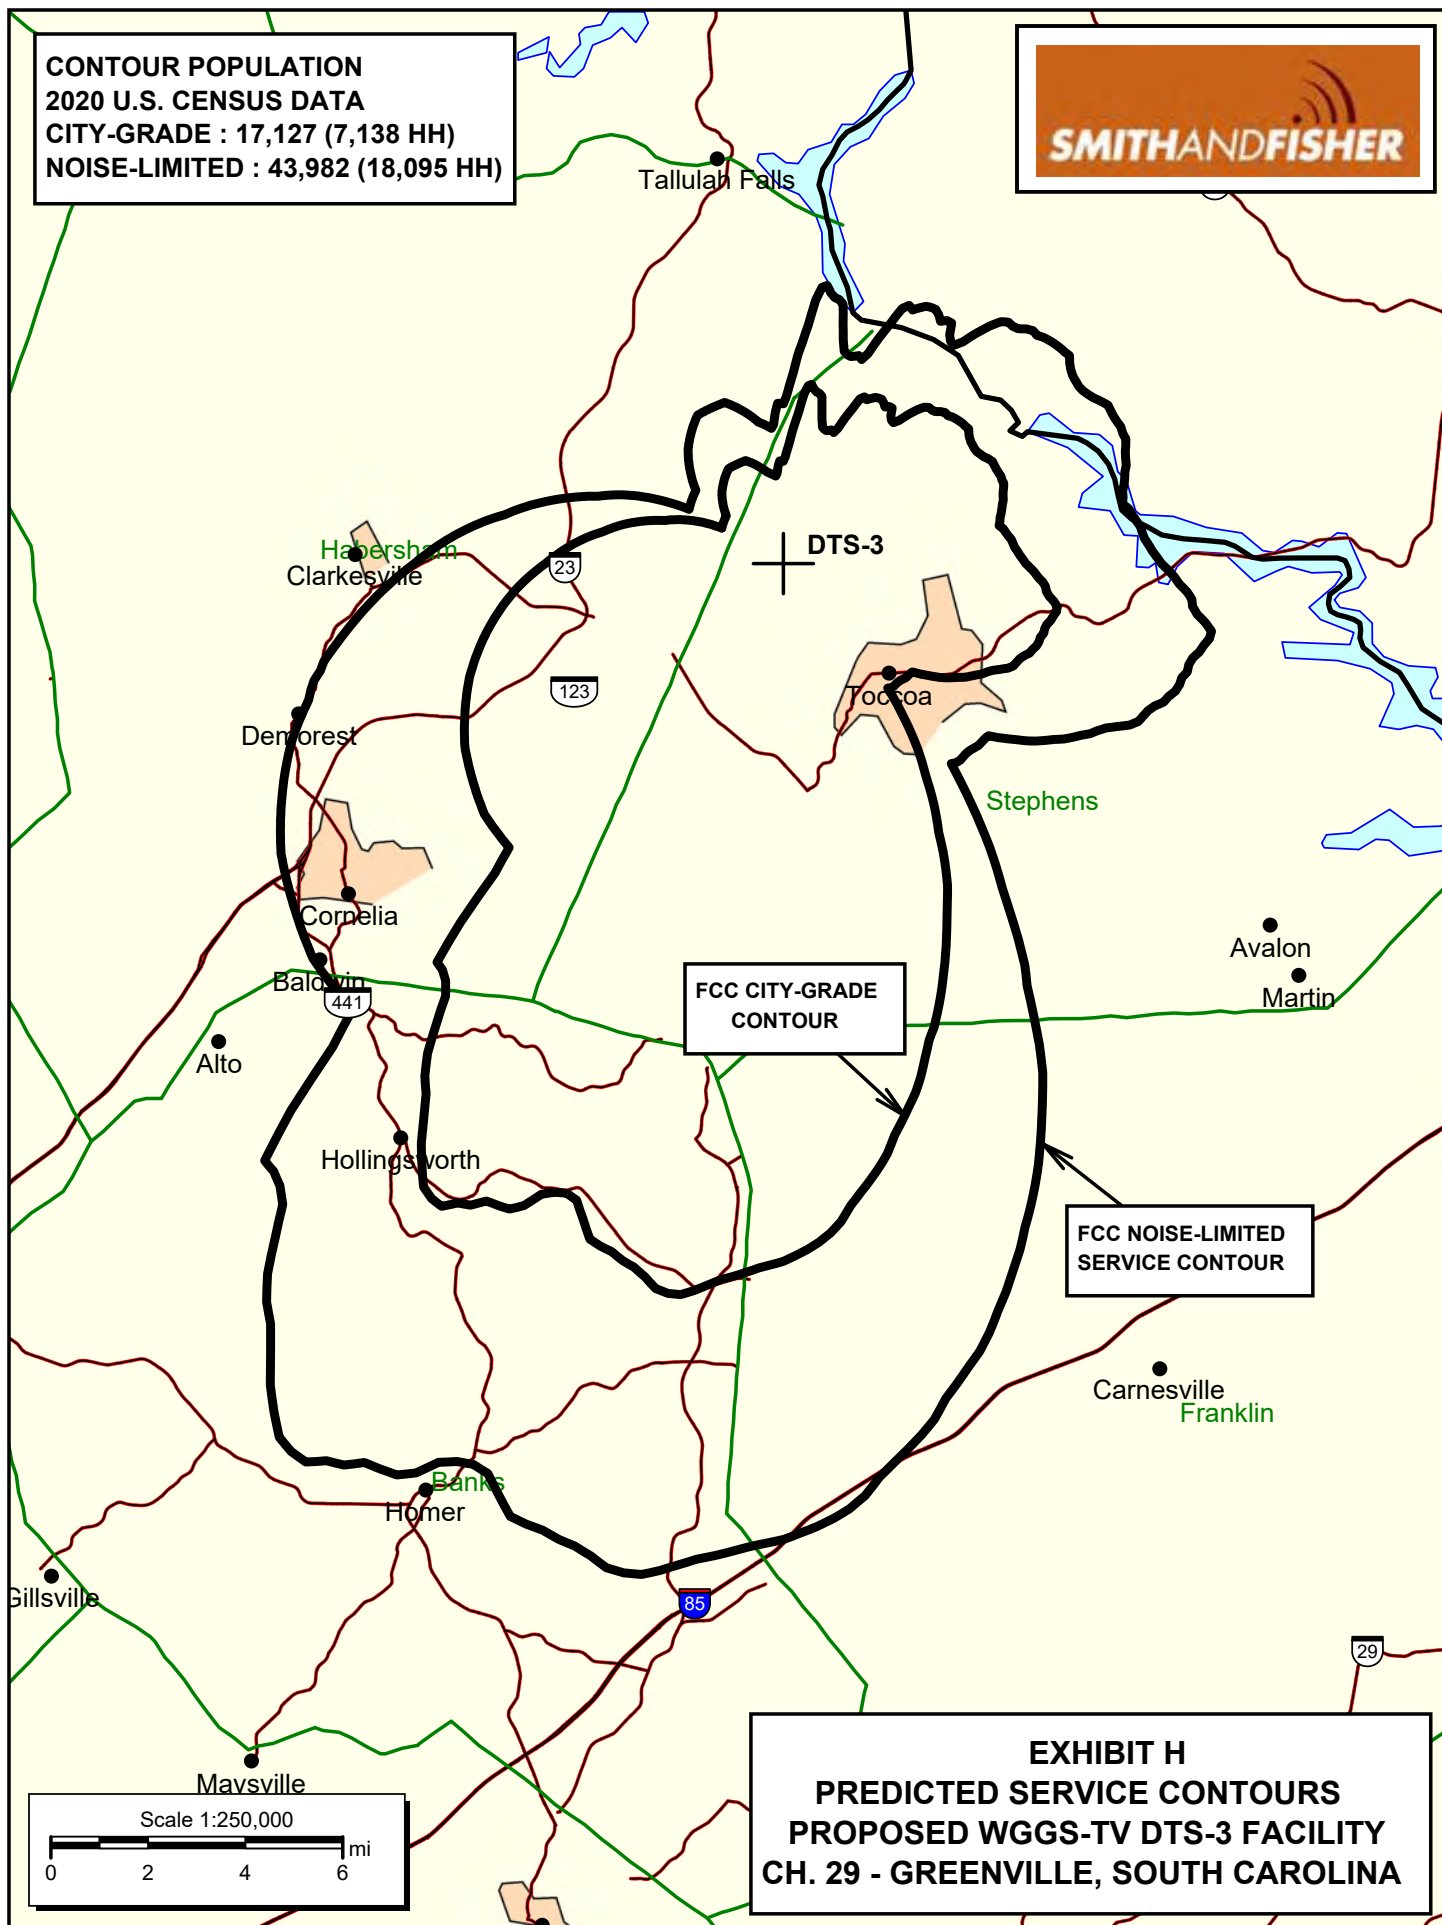 CONTOUR POPULATION
2020 U.S. CENSUS DATA
CITY-GRADE : 17,127 (7,138 HH)
NOISE-LIMITED : 43,982 (18,095 HH)
SMITHANDFISHER
Tallulah Falls
DTS-3
Habersham
Clarkesville
23
123
Toccoa
Demorest
Stephens
Cornelia
Avalon
Baldwin
Martin
441
FCC CITY-GRADE
CONTOUR
Alto
Hollingsworth
FCC NOISE-LIMITED
SERVICE CONTOUR
Carnesville
Franklin
Banks
Homer
Gillsville
85
29
Maysville
EXHIBIT H
PREDICTED SERVICE CONTOURS
PROPOSED WGGS-TV DTS-3 FACILITY
CH. 29 - GREENVILLE, SOUTH CAROLINA
Scale 1:250,000
mi
0 2 4 6